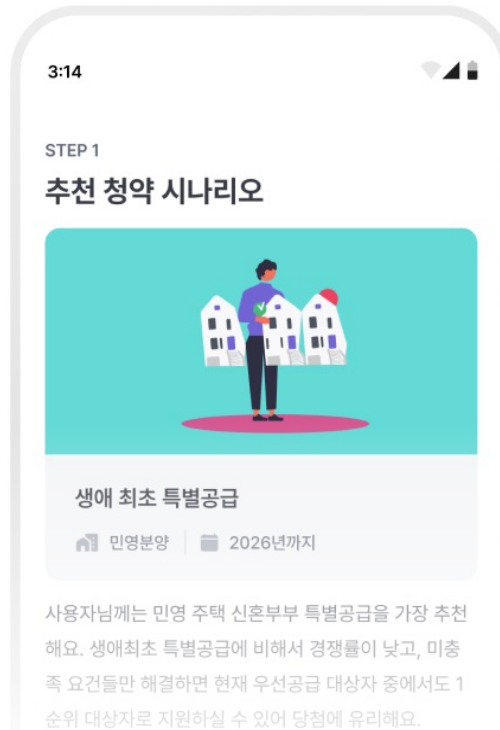 3:14
STEP 1
추천 청약 시나리오
생애 최초 특별공급
민영분양 2026년까지
사용자님께는 민영 주택 신혼부부 특별공급을 가장 추천
해요. 생애최초 특별공급에 비해서 경쟁률이 낮고, 미충
족 요건들만 해결하면 현재 우선공급 대상자 중에서도 1
순위 대상자로 지원하실 수 있어 당첨에 유리해요.